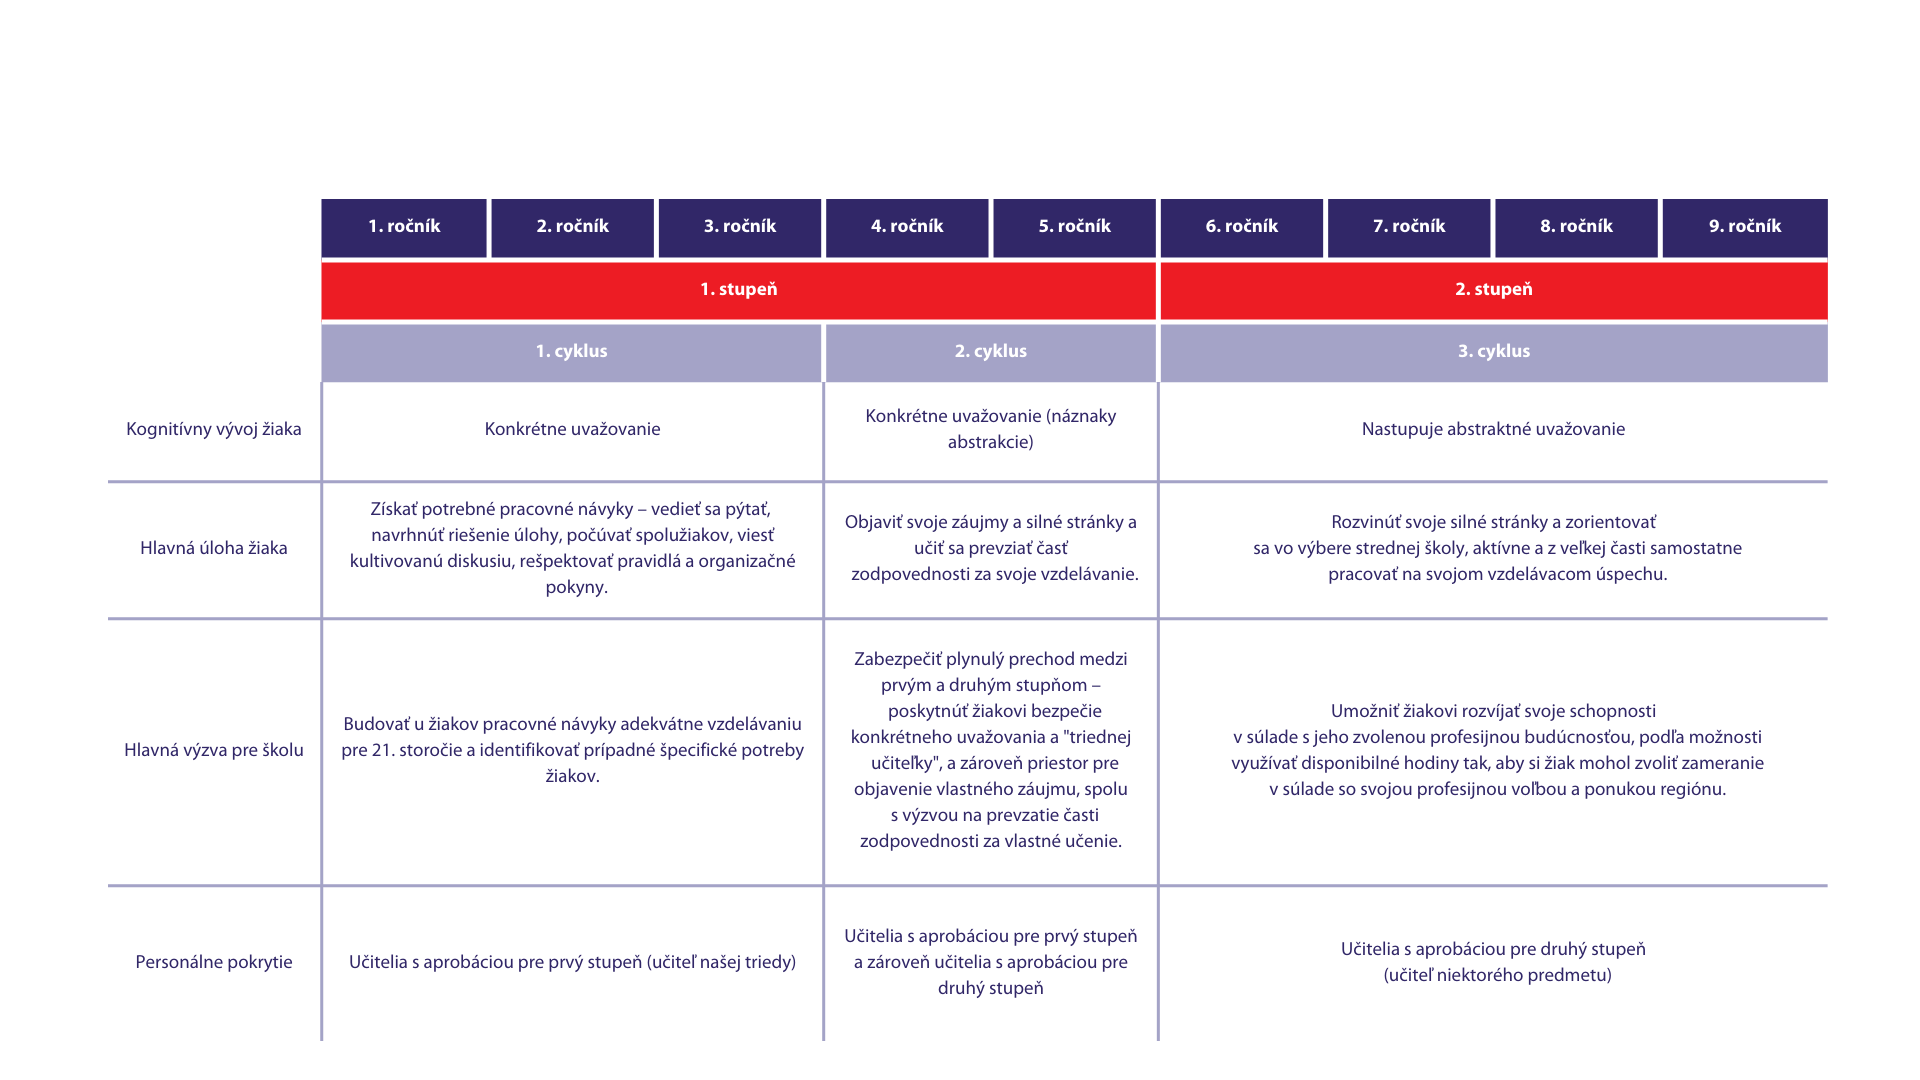 1. ročník
2. ročník
3. ročník
4. ročník
5. ročník
6. ročník
7. ročník
8. ročník
9. ročník
1. stupeň
2. stupeň
1. cyklus
2. cyklus
3. cyklus
Kognitívny vývoj žiaka
Konkrétne uvažovanie
Konkrétne uvažovanie (náznaky
abstrakcie)
Nastupuje abstraktné uvažovanie
Hlavná úloha žiaka
Získať potrebné pracovné návyky – vedieť sa pýtať,
navrhnúť riešenie úlohy, počúvať spolužiakov, viesť
kultivovanú diskusiu, rešpektovať pravidlá a organizačné
pokyny.
Objaviť svoje záujmy a silné stránky a
učiť sa prevziať časť
zodpovednosti za svoje vzdelávanie.
Rozvinúť svoje silné stránky a zorientovať
sa vo výbere strednej školy, aktívne a z veľkej časti samostatne
pracovať na svojom vzdelávacom úspechu.
Hlavná výzva pre školu
Budovať u žiakov pracovné návyky adekvátne vzdelávaniu
pre 21. storočie a identifikovať prípadné špecifické potreby
žiakov.
Zabezpečiť plynulý prechod medzi
prvým a druhým stupňom –
poskytnúť žiakovi bezpečie
konkrétneho uvažovania a "triednej
učiteľky", a zároveň priestor pre
objavenie vlastného záujmu, spolu
s výzvou na prevzatie časti
zodpovednosti za vlastné učenie.
Umožniť žiakovi rozvíjať svoje schopnosti
v súlade s jeho zvolenou profesijnou budúcnosťou, podľa možnosti
využívať disponibilné hodiny tak, aby si žiak mohol zvoliť zameranie
v súlade so svojou profesijnou voľbou a ponukou regiónu.
Personálne pokrytie
Učitelia s aprobáciou pre prvý stupeň (učiteľ našej triedy)
Učitelia s aprobáciou pre prvý stupeň
a zároveň učitelia s aprobáciou pre
druhý stupeň
Učitelia s aprobáciou pre druhý stupeň
(učiteľ niektorého predmetu)